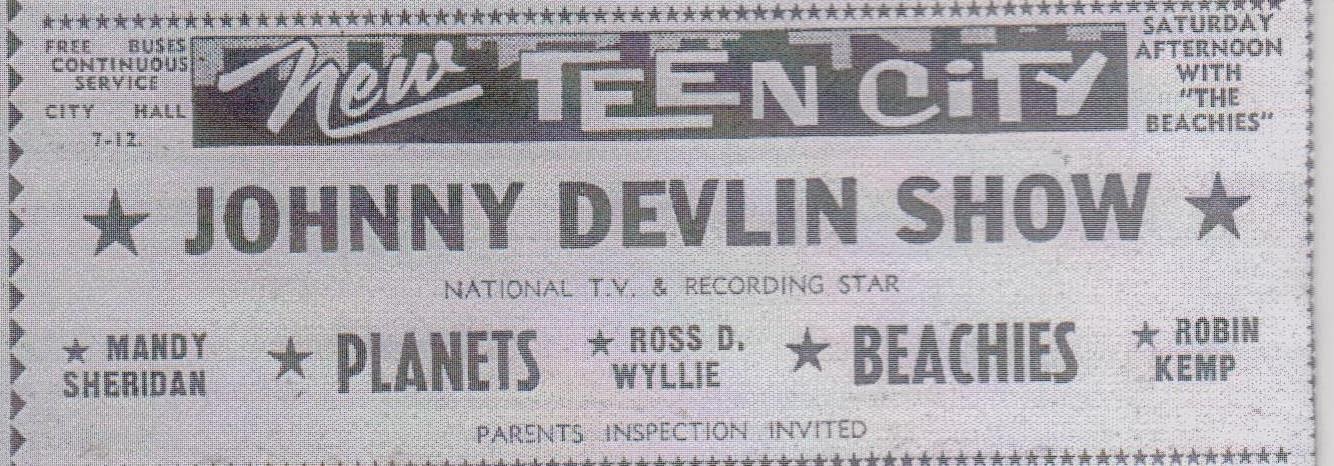 FREE BUSES
CONTINUOUS
SERVICE
CITY HALL
7-12.
New TEEN CiTY
SATURDAY
AFTERNOON
WITH
"THE
BEACHIES"
★ JOHNNY DEVLIN SHOW ★
NATIONAL T.V. & RECORDING STAR
★ MANDY
SHERIDAN
★ PLANETS
★ ROSS D.
WYLLIE
★ BEACHIES
★ ROBIN
KEMP
PARENTS INSPECTION INVITED